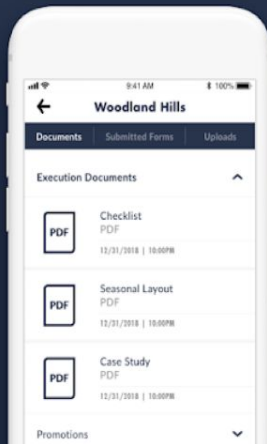 9:41 AM
100%
Woodland Hills
Documents Submitted Forms Uploads
Execution Documents
PDF
Checklist
PDF
12/31/2018 | 10:00PM
PDF
Seasonal Layout
PDF
12/31/2018 | 10:00PM
PDF
Case Study
PDF
12/31/2018 | 10:00PM
Promotions